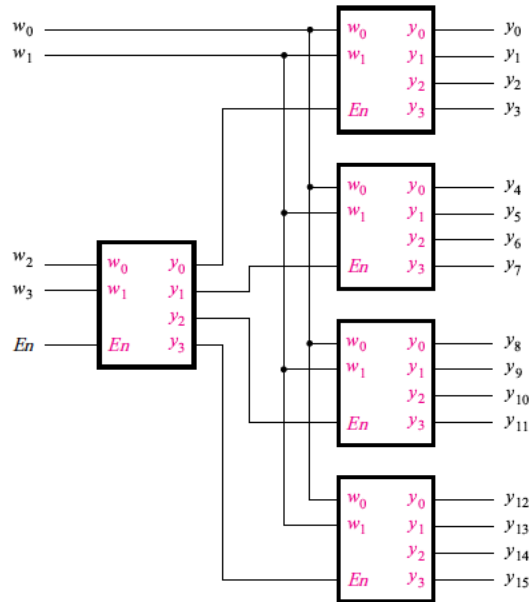 w₀ w₀ y₀ y₀
w₁ w₁ y₁ y₁
y₂ y₂
En y₃ y₃
w₀ y₀ y₄
w₁ y₁ y₅
y₂ y₆
w₂ w₀ y₀ En y₃ y₇
w₃ w₁ y₁
y₂
En En y₃
w₀ y₀ y₈
w₁ y₁ y₉
y₂ y₁₀
En y₃ y₁₁
w₀ y₀ y₁₂
w₁ y₁ y₁₃
y₂ y₁₄
En y₃ y₁₅